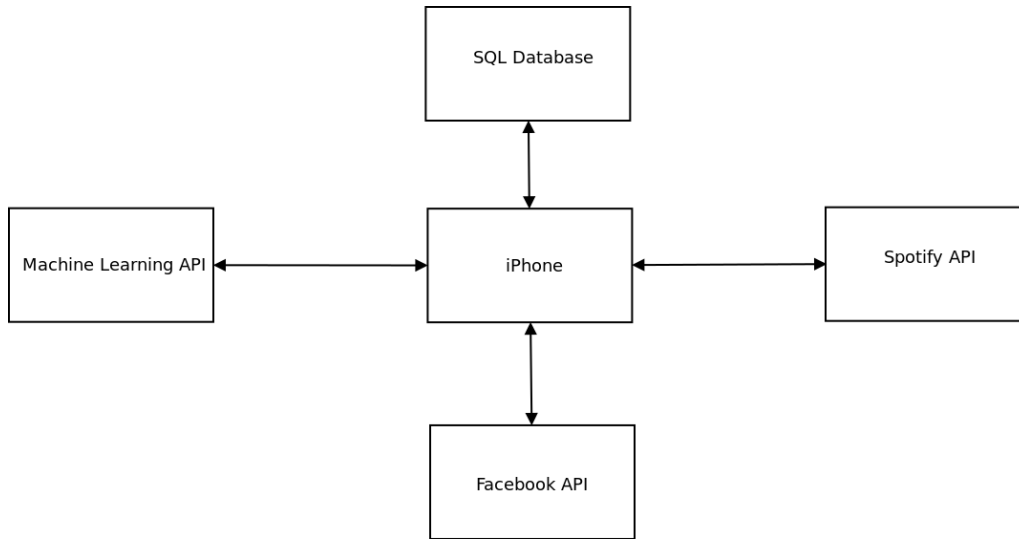 SQL Database
Machine Learning API
iPhone
Spotify API
Facebook API